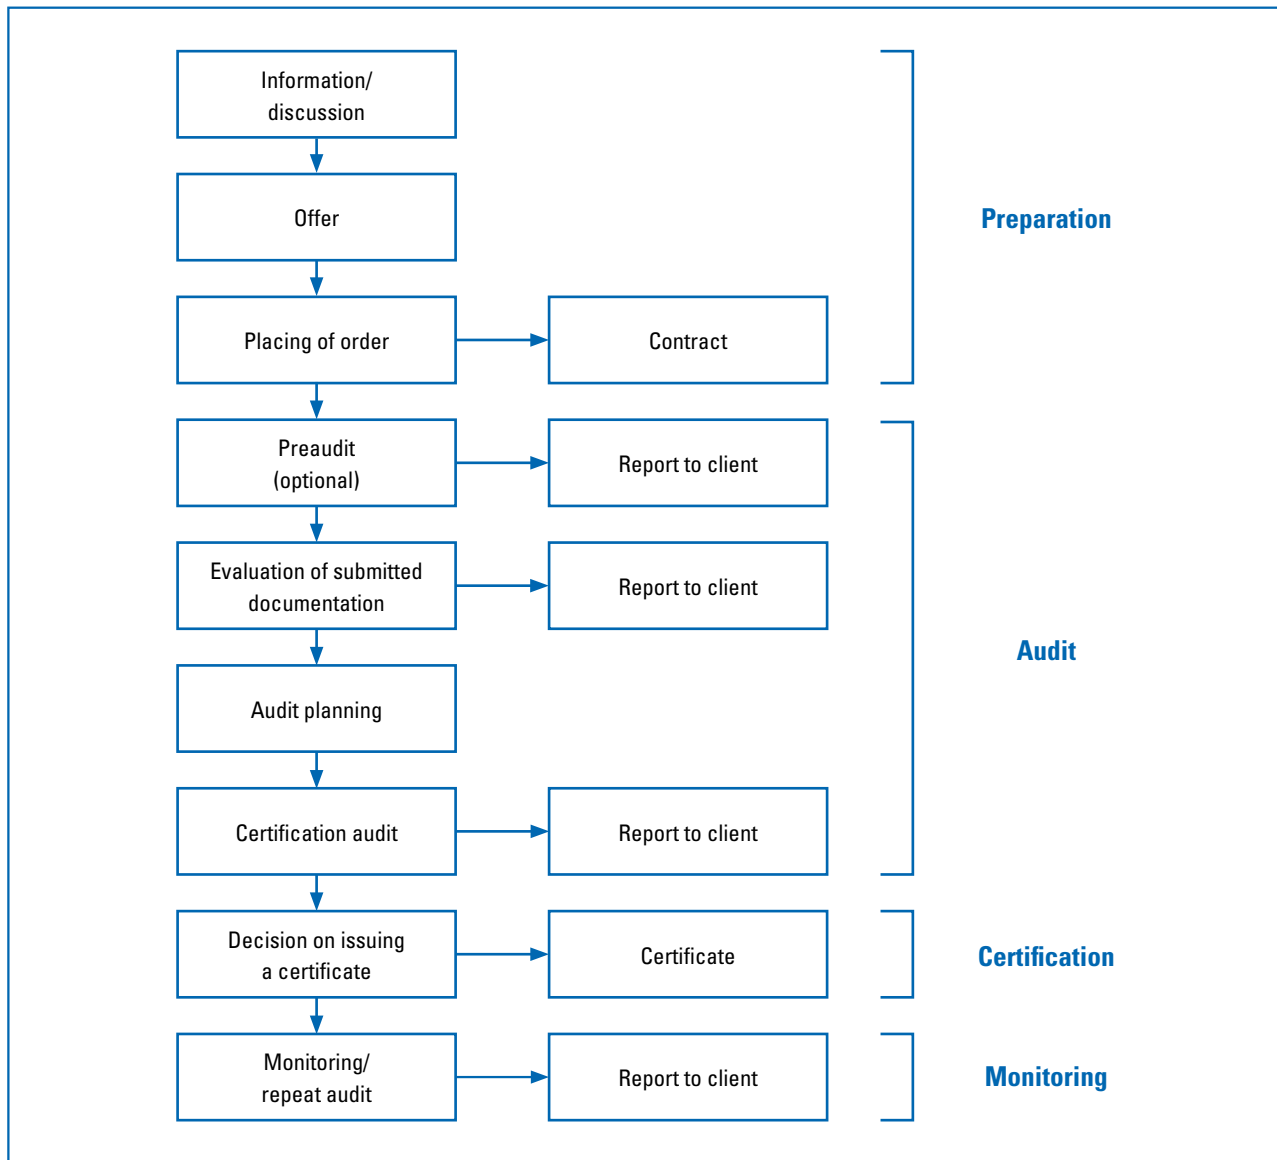 Information/
discussion
Offer
Preparation
Placing of order
Contract
Preaudit
(optional)
Report to client
Evaluation of submitted
documentation
Report to client
Audit
Audit planning
Certification audit
Report to client
Decision on issuing
a certificate
Certificate
Certification
Monitoring/
repeat audit
Report to client
Monitoring